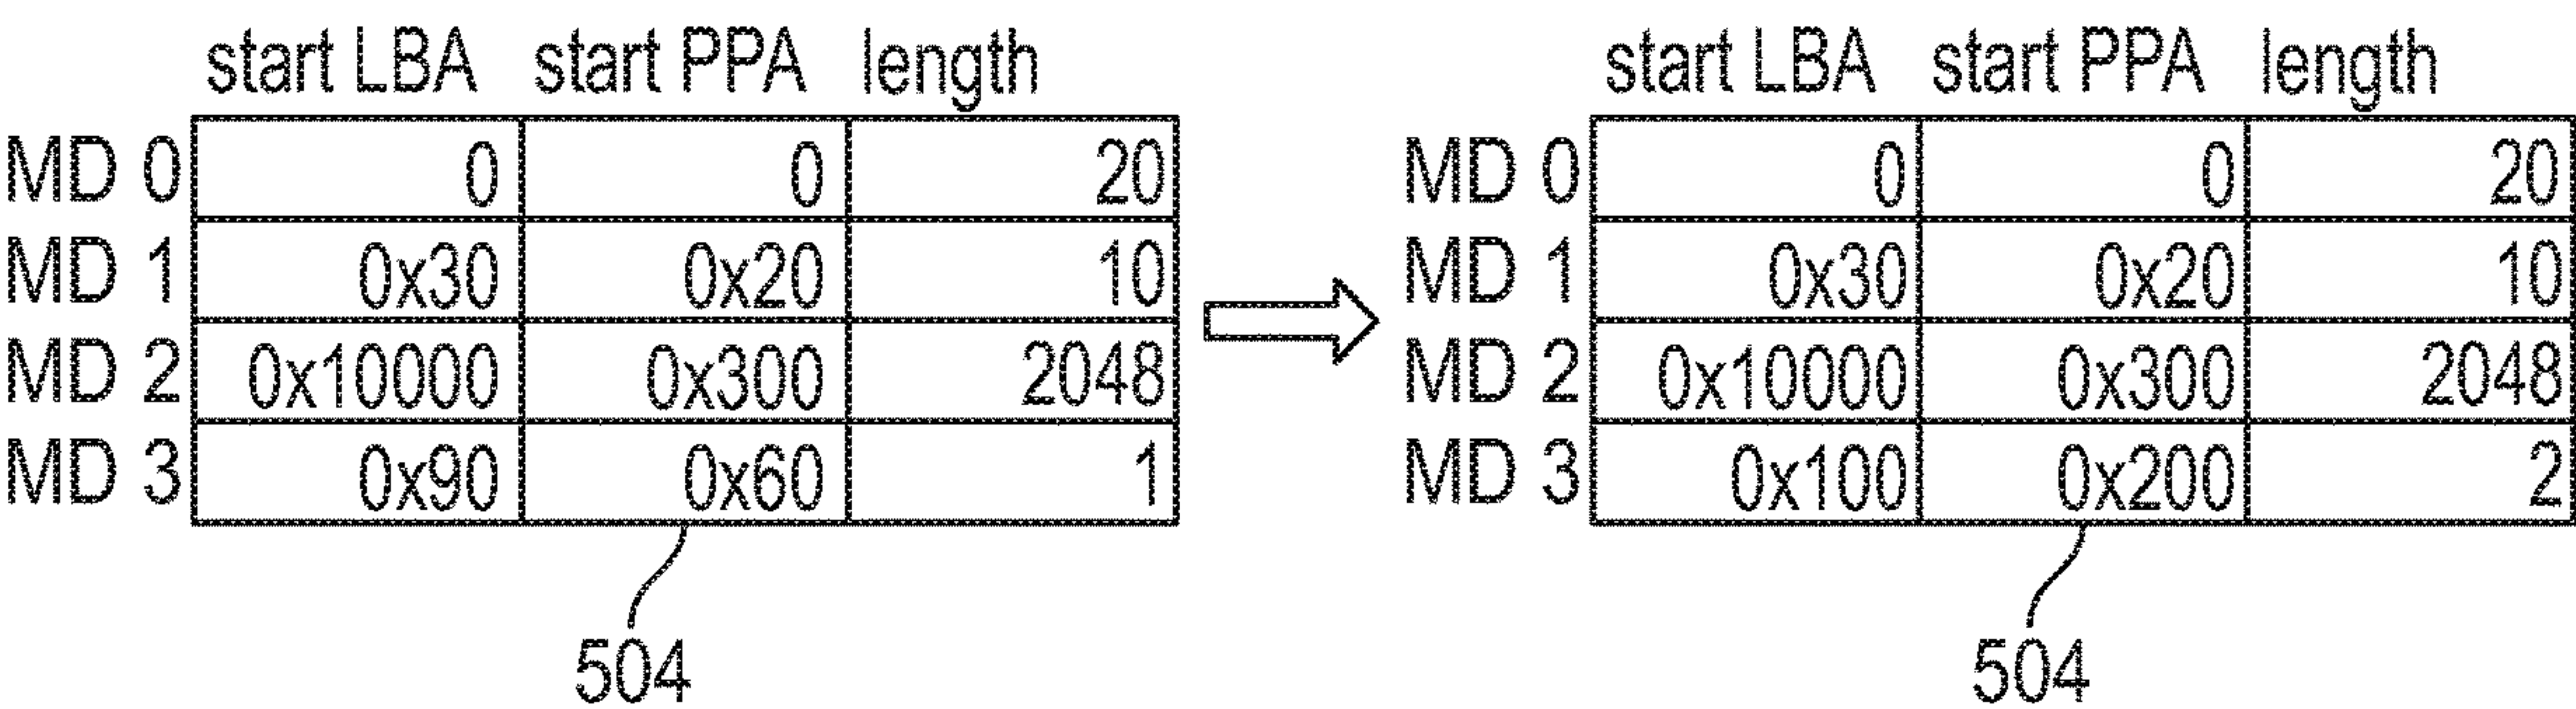 start LBA start PPA length
MD 0 0 0 20
MD 1 0x30 0x20 10
MD 2 0x10000 0x300 2048
MD 3 0x90 0x60 1
504
start LBA start PPA length
MD 0 0 0 20
MD 1 0x30 0x20 10
MD 2 0x10000 0x300 2048
MD 3 0x100 0x200 2
504